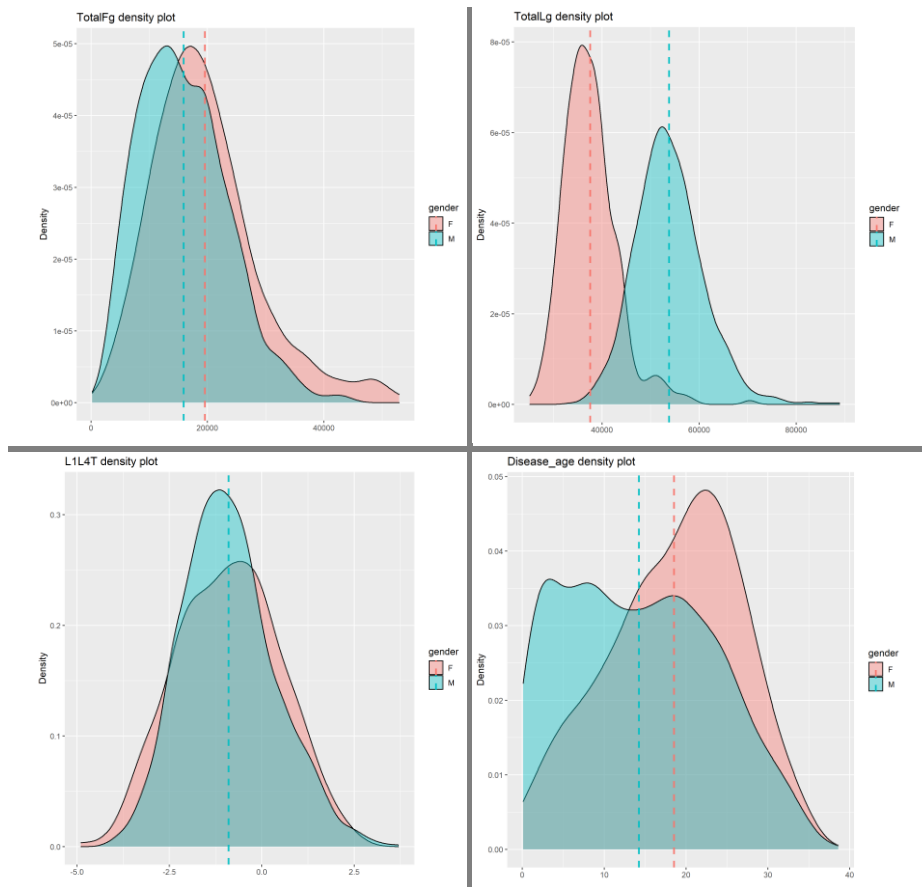 TotalFg density plot
5e-05
4e-05
3e-05
2e-05
1e-05
0e+00
Density
0
20000
40000
gender
F
M
TotalLg density plot
8e-05
6e-05
4e-05
2e-05
0e+00
Density
40000
60000
80000
gender
F
M
L1L4T density plot
0.3
0.2
0.1
0.0
Density
-5.0
-2.5
0.0
2.5
gender
F
M
Disease_age density plot
0.05
0.04
0.03
0.02
0.01
0.00
Density
0
10
20
30
40
gender
F
M